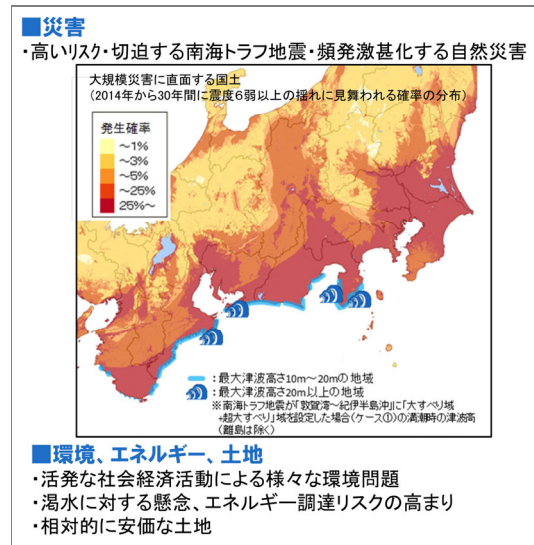 ■災害
・高いリスク・切迫する南海トラフ地震・頻発激甚化する自然災害
大規模災害に直面する国土
(2014年から30年間に震度6弱以上の揺れに見舞われる確率の分布)
発生確率
～1%
～3%
～5%
～25%
25%～
：最大津波高さ10m～20mの地域
：最大津波高さ20m以上の地域
※南海トラフ地震が「敦賀湾～紀伊半島沖」に「大すべり域
+超大すべり」域を設定した場合(ケース①)の満潮時の津波高
(離島は除く)
■環境、エネルギー、土地
・活発な社会経済活動による様々な環境問題
・渇水に対する懸念、エネルギー調達リスクの高まり
・相対的に安価な土地